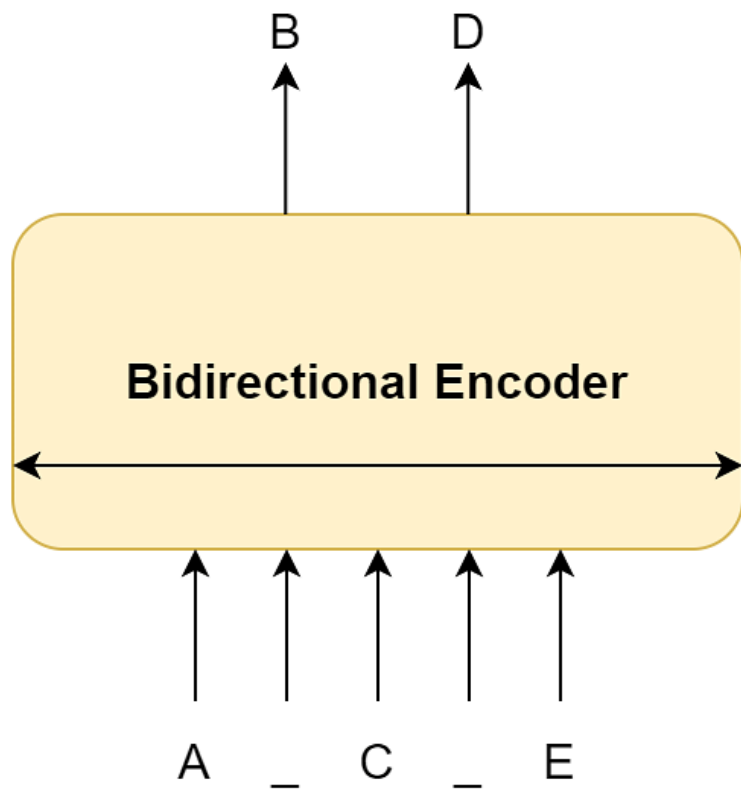 B D
Bidirectional Encoder
A _ C _ E